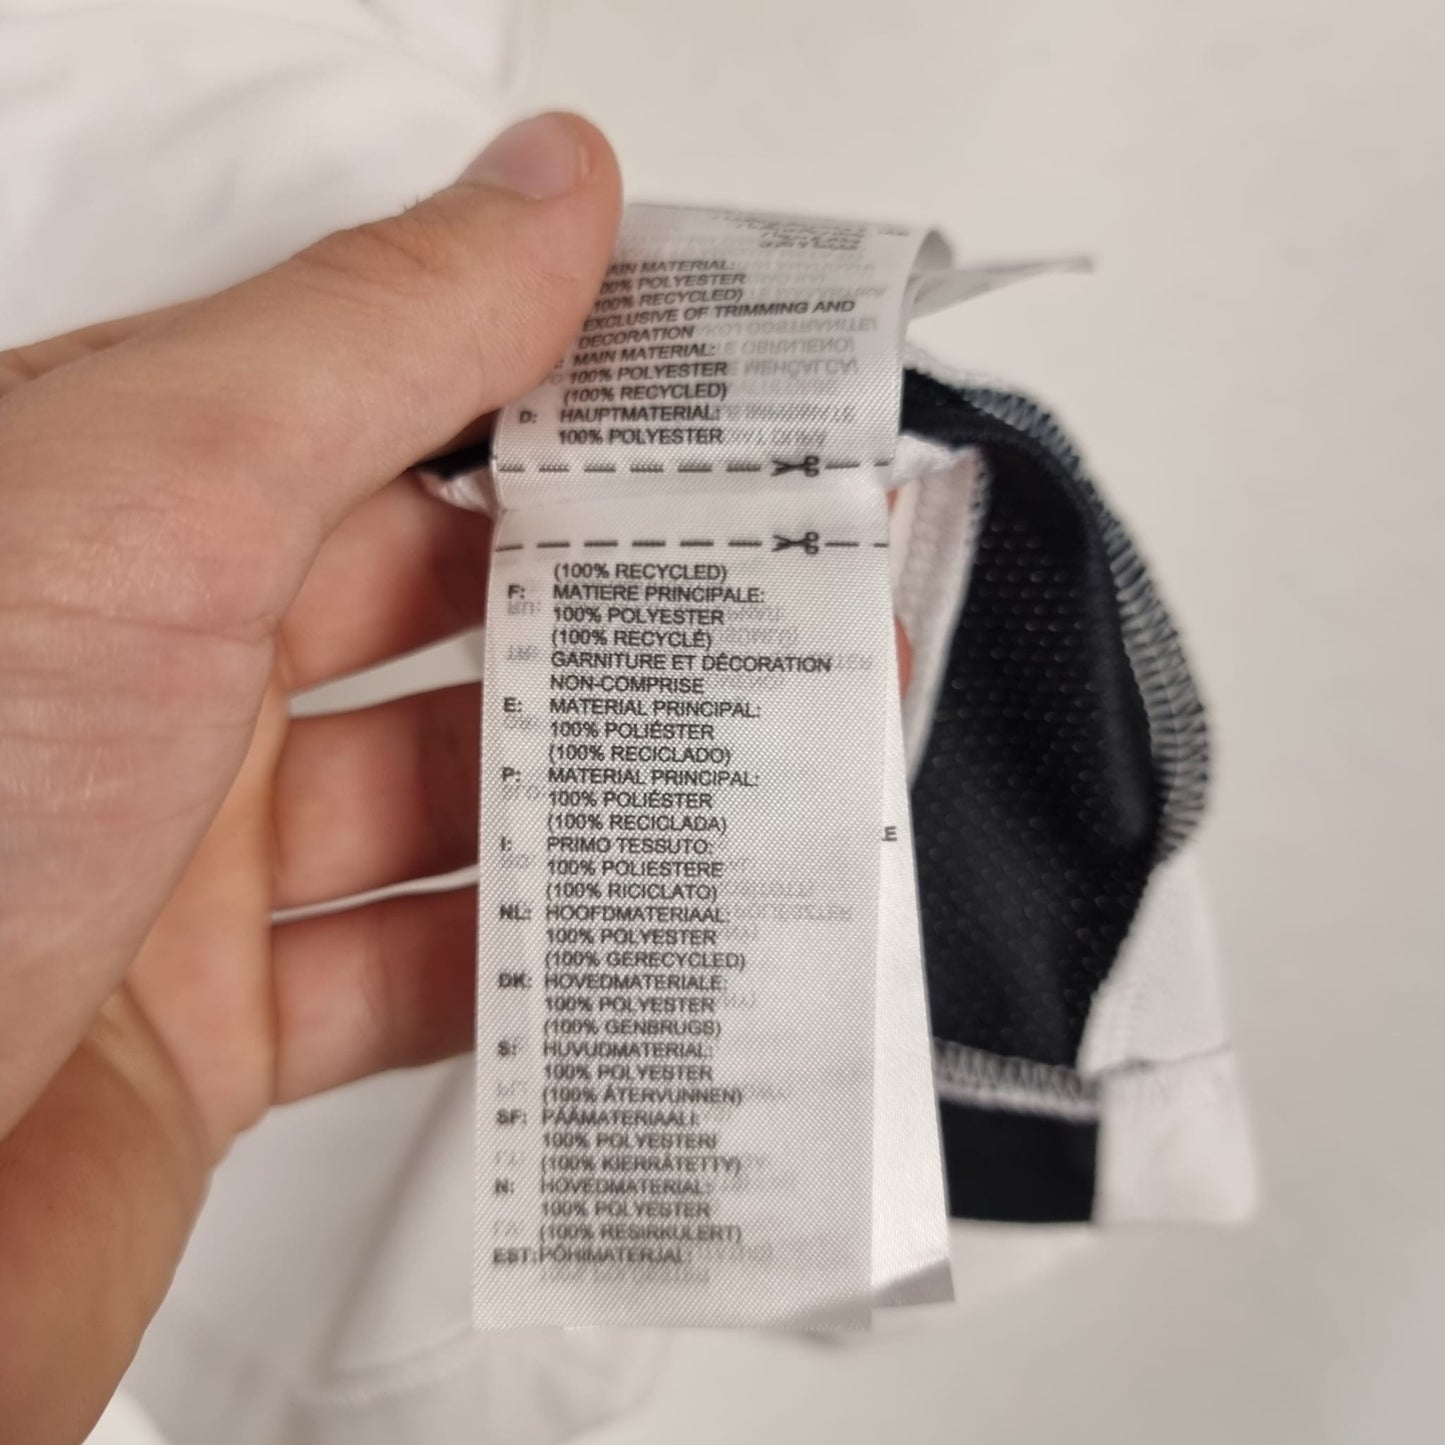 MATERIAL:
POLYESTER
(100% RECYCLED)
EXCLUSIVE OF TRIMMING AND
DECORATION
MAIN MATERIAL:
100% POLYESTER
(100% RECYCLED)
D: HAUPTMATERIAL:
100% POLYESTER
(100% RECYCLED)
F: MATIERE PRINCIPALE:
100% POLYESTER
(100% RECYCLÉ)
GARNITURE ET DÉCORATION
NON-COMPRISE
E: MATERIAL PRINCIPAL:
100% POLIÉSTER
(100% RECICLADO)
P: MATERIAL PRINCIPAL:
100% POLIÉSTER
(100% RECICLADA)
I: PRIMO TESSUTO:
100% POLIESTERE
(100% RICICLATO)
NL: HOOFDMATERIAAL:
100% POLYESTER
(100% GERECYCLED)
DK: HOVEDMATERIALE:
100% POLYESTER
(100% GENBRUGS)
S: HUVUDMATERIAL:
100% POLYESTER
(100% ÅTERVUNNEN)
SF: PÄÄMATERIAALI:
100% POLYESTERI
(100% KIERRÄTETTY)
N: HOVEDMATERIAL:
100% POLYESTER
(100% RESIRKULERT)
EST: PÕHIMATERJAL: